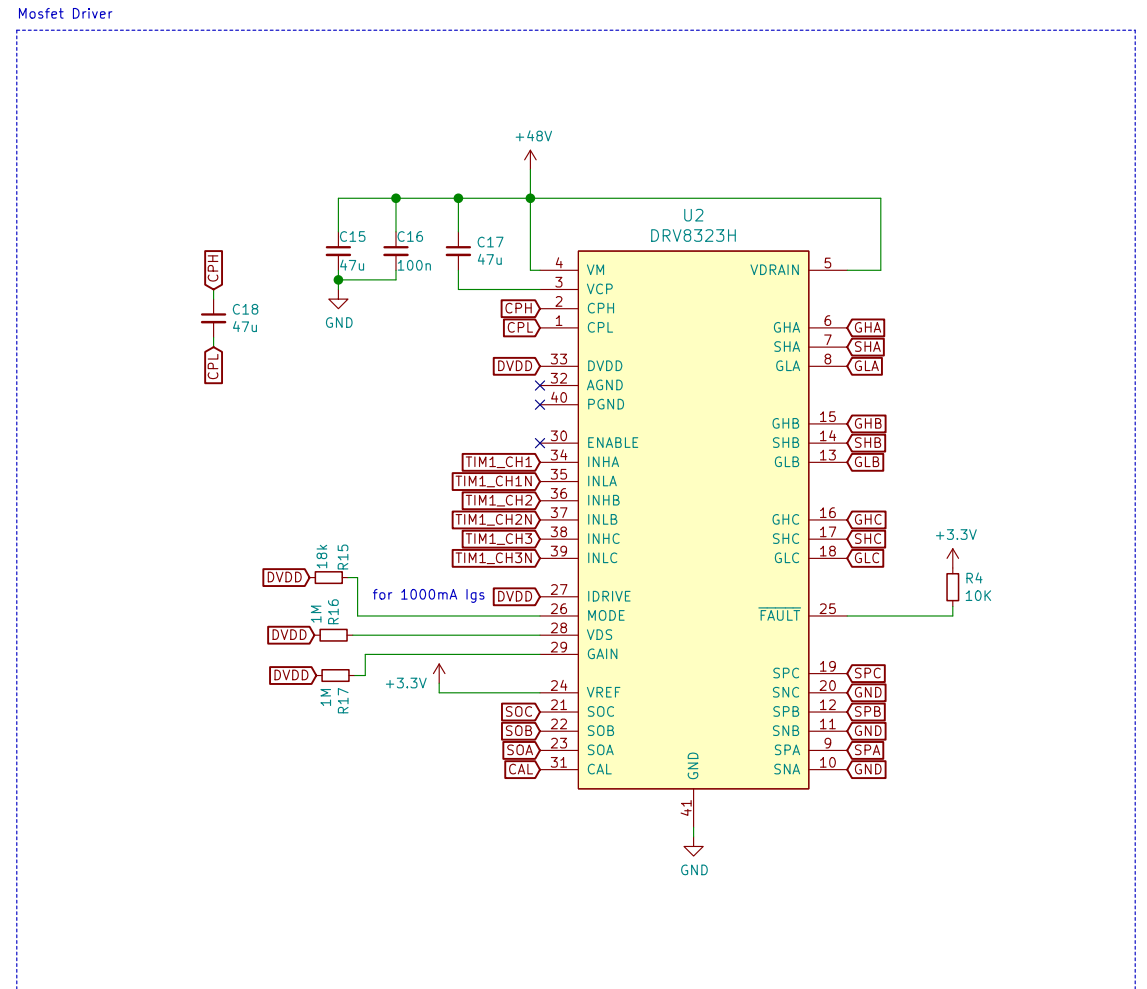 Mosfet Driver
+48V
U2
DRV8323H
C15
47u
C16
100n
C17
47u
GND
CPH
C18
47u
CPL
4 VM
3 VCP
CPH 2 CPH
CPL 1 CPL
DVDD 33 DVDD
32 AGND
40 PGND
30 ENABLE
TIM1_CH1 34 INHA
TIM1_CH1N 35 INLA
TIM1_CH2 36 INHB
TIM1_CH2N 37 INLB
TIM1_CH3 38 INHC
TIM1_CH3N 39 INLC
DVDD 27 IDRIVE
26 MODE
28 VDS
29 GAIN
24 VREF
SOC 21 SOC
SOB 22 SOB
SOA 23 SOA
CAL 31 CAL
for 1000mA Igs
DVDD
18k
R15
DVDD
1M
R16
DVDD
1M
R17
+3.3V
VDRAIN 5
GHA 6 GHA
SHA 7 SHA
GLA 8 GLA
GHB 15 GHB
SHB 14 SHB
GLB 13 GLB
GHC 16 GHC
SHC 17 SHC
GLC 18 GLC
FAULT 25
+3.3V
R4
10K
SPC 19 SPC
SNC 20 GND
SPB 12 SPB
SNB 11 GND
SPA 9 SPA
SNA 10 GND
GND
41
GND